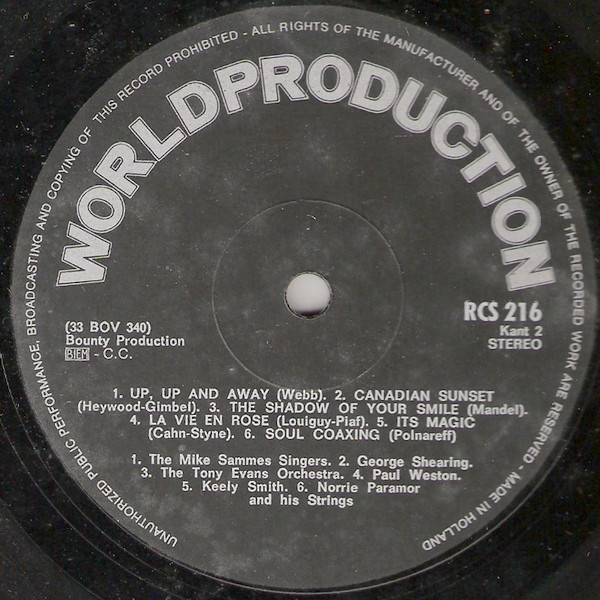 UNAUTHORIZED PUBLIC PERFORMANCE, BROADCASTING AND COPYING OF THIS RECORD PROHIBITED - ALL RIGHTS OF THE MANUFACTURER AND OF THE OWNER OF THE RECORDED WORK ARE RESERVED - MADE IN HOLLAND
WORLDPRODUCTION
(33 BOV 340)
Bounty Production
BIEM - C.C.
RCS 216
Kant 2
STEREO
1. UP, UP AND AWAY (Webb). 2. CANADIAN SUNSET
(Heywood-Gimbel). 3. THE SHADOW OF YOUR SMILE (Mandel).
4. LA VIE EN ROSE (Louiguy-Piaf). 5. ITS MAGIC
(Cahn-Styne). 6. SOUL COAXING (Polnareff)
1. The Mike Sammes Singers. 2. George Shearing.
3. The Tony Evans Orchestra. 4. Paul Weston.
5. Keely Smith. 6. Norrie Paramor
and his Strings